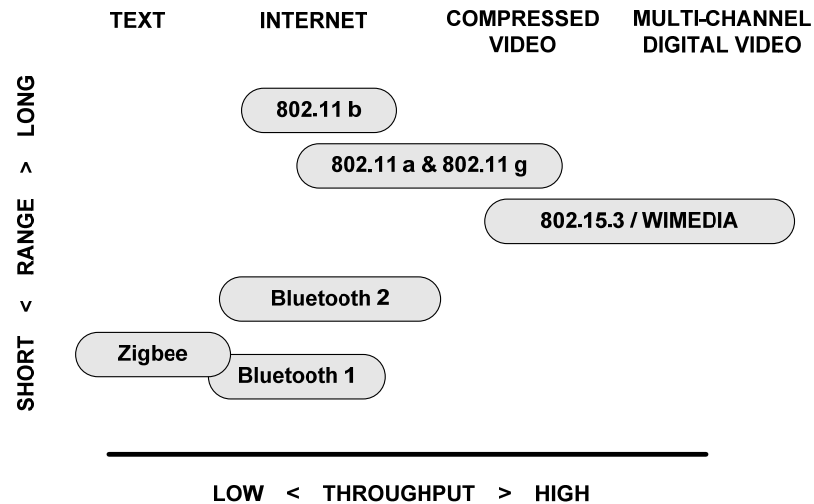 TEXT
INTERNET
COMPRESSED
VIDEO
MULTI-CHANNEL
DIGITAL VIDEO
SHORT < RANGE > LONG
802.11 b
802.11 a & 802.11 g
802.15.3 / WIMEDIA
Bluetooth 2
Zigbee
Bluetooth 1
LOW < THROUGHPUT > HIGH